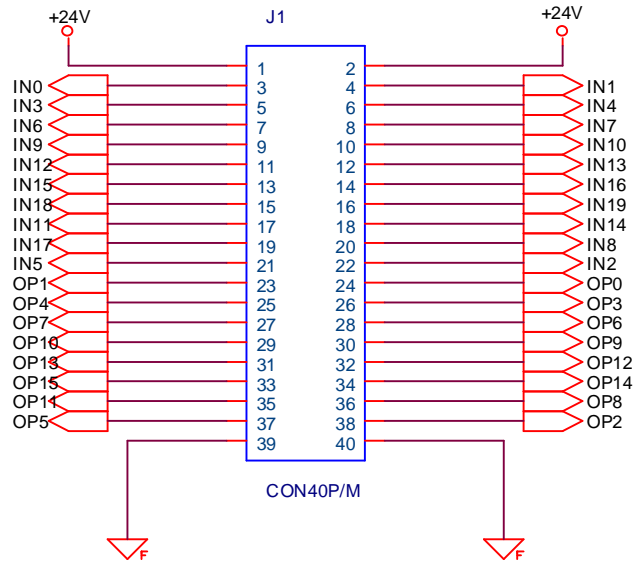 +24V J1 +24V
1 2
IN0 3 4 IN1
IN3 5 6 IN4
IN6 7 8 IN7
IN9 9 10 IN10
IN12 11 12 IN13
IN15 13 14 IN16
IN18 15 16 IN19
IN11 17 18 IN14
IN17 19 20 IN8
IN5 21 22 IN2
OP1 23 24 OP0
OP4 25 26 OP3
OP7 27 28 OP6
OP10 29 30 OP9
OP13 31 32 OP12
OP15 33 34 OP14
OP11 35 36 OP8
OP5 37 38 OP2
39 40
CON40P/M
F F